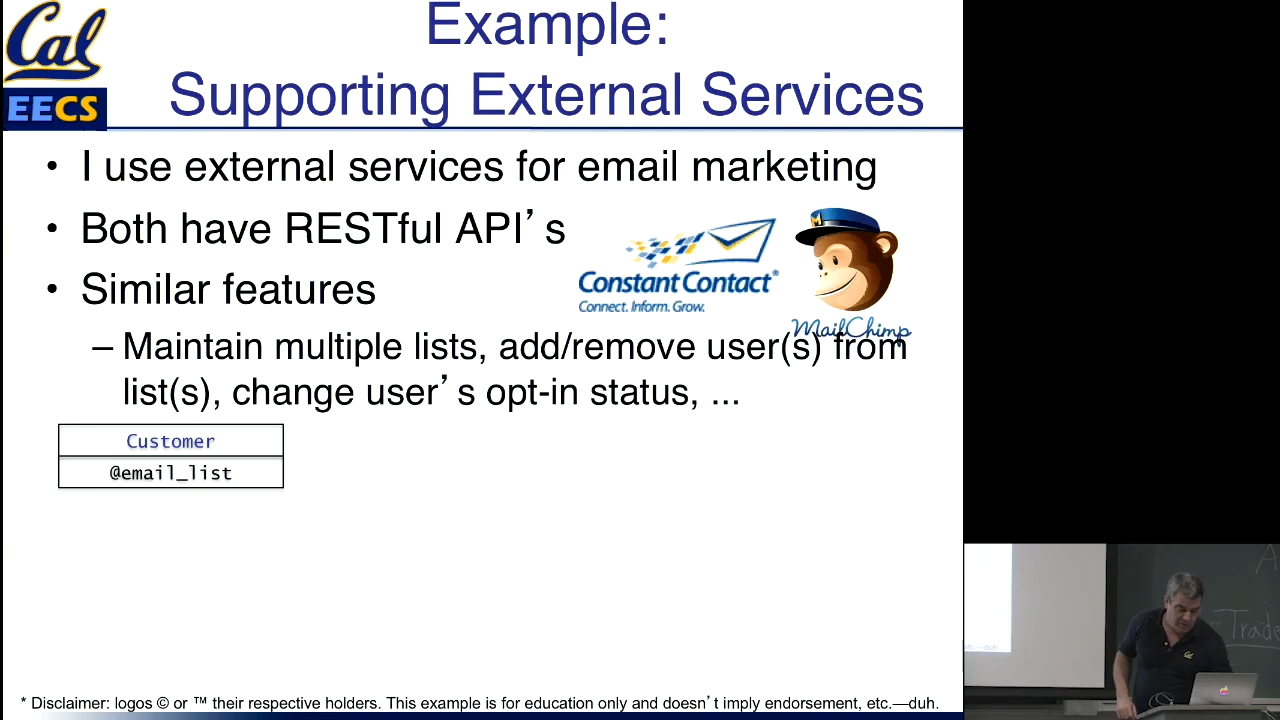 Cal
EECS
Example:
Supporting External Services
• I use external services for email marketing
• Both have RESTful API’s
• Similar features
Constant Contact®
Connect. Inform. Grow.
MailChimp
– Maintain multiple lists, add/remove user(s) from
list(s), change user’s opt-in status, ...
Customer
@email_list
* Disclaimer: logos © or ™ their respective holders. This example is for education only and doesn’t imply endorsement, etc.—duh.
Cal